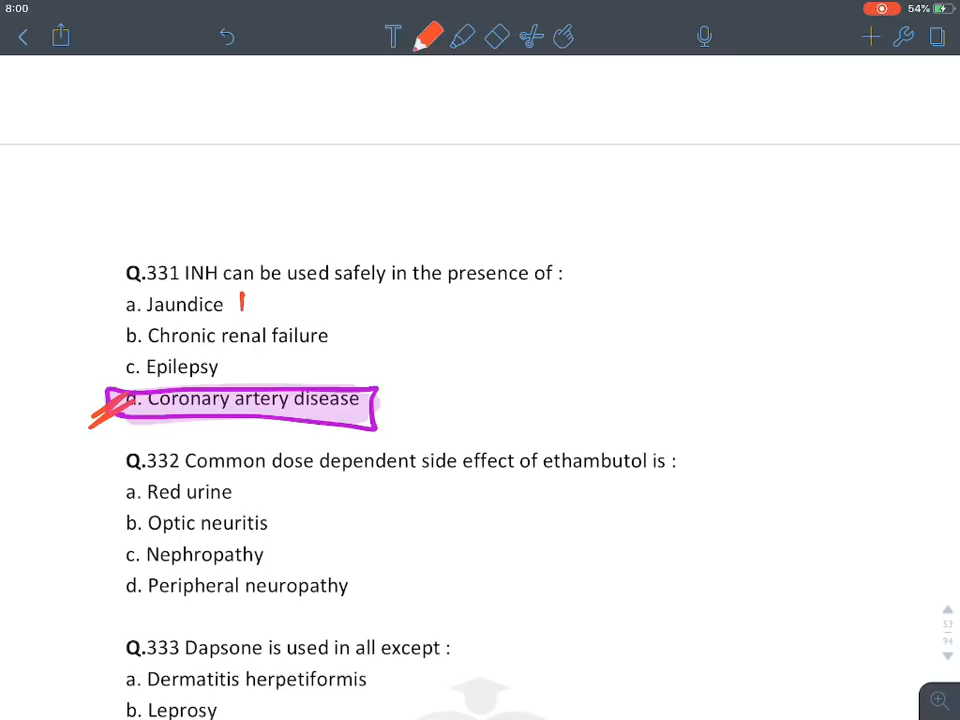 8:00
54%
T
Q.331 INH can be used safely in the presence of :
a. Jaundice
b. Chronic renal failure
c. Epilepsy
d. Coronary artery disease
Q.332 Common dose dependent side effect of ethambutol is :
a. Red urine
b. Optic neuritis
c. Nephropathy
d. Peripheral neuropathy
53
94
Q.333 Dapsone is used in all except :
a. Dermatitis herpetiformis
b. Leprosy